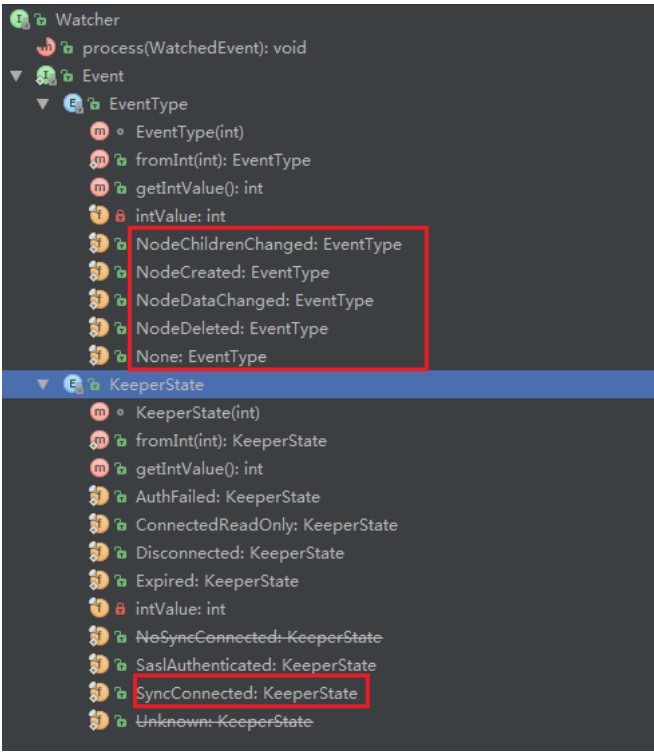 Watcher
process(WatchedEvent): void
Event
EventType
EventType(int)
fromInt(int): EventType
getIntValue(): int
intValue: int
NodeChildrenChanged: EventType
NodeCreated: EventType
NodeDataChanged: EventType
NodeDeleted: EventType
None: EventType
KeeperState
KeeperState(int)
fromInt(int): KeeperState
getIntValue(): int
AuthFailed: KeeperState
ConnectedReadOnly: KeeperState
Disconnected: KeeperState
Expired: KeeperState
intValue: int
NoSyncConnected: KeeperState
SaslAuthenticated: KeeperState
SyncConnected: KeeperState
Unknown: KeeperState